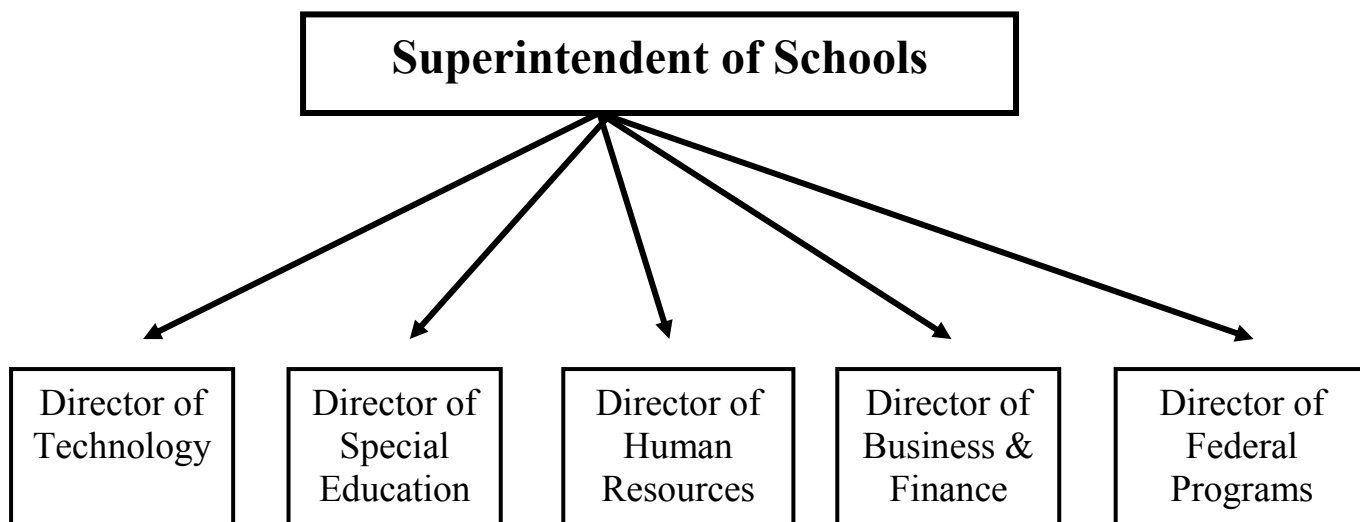 Superintendent of Schools
Director of
Technology
Director of
Special
Education
Director of
Human
Resources
Director of
Business &
Finance
Director of
Federal
Programs